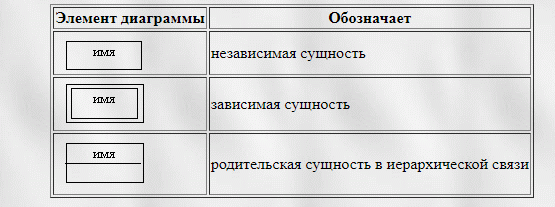 Элемент диаграммы Обозначает
имя независимая сущность
имя зависимая сущность
имя родительская сущность в иерархической связи